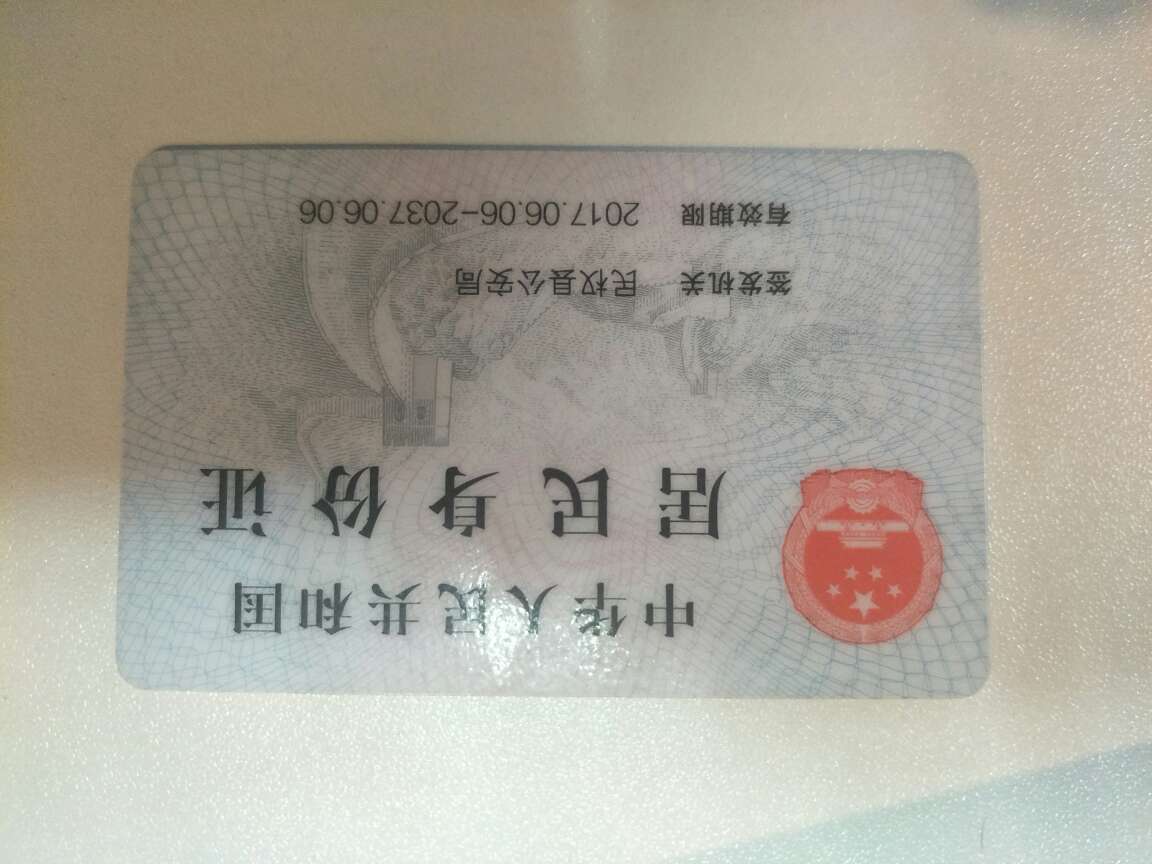 中华人民共和国
居民身份证
签发机关 民权县公安局
有效期限 2017.06.06-2037.06.06